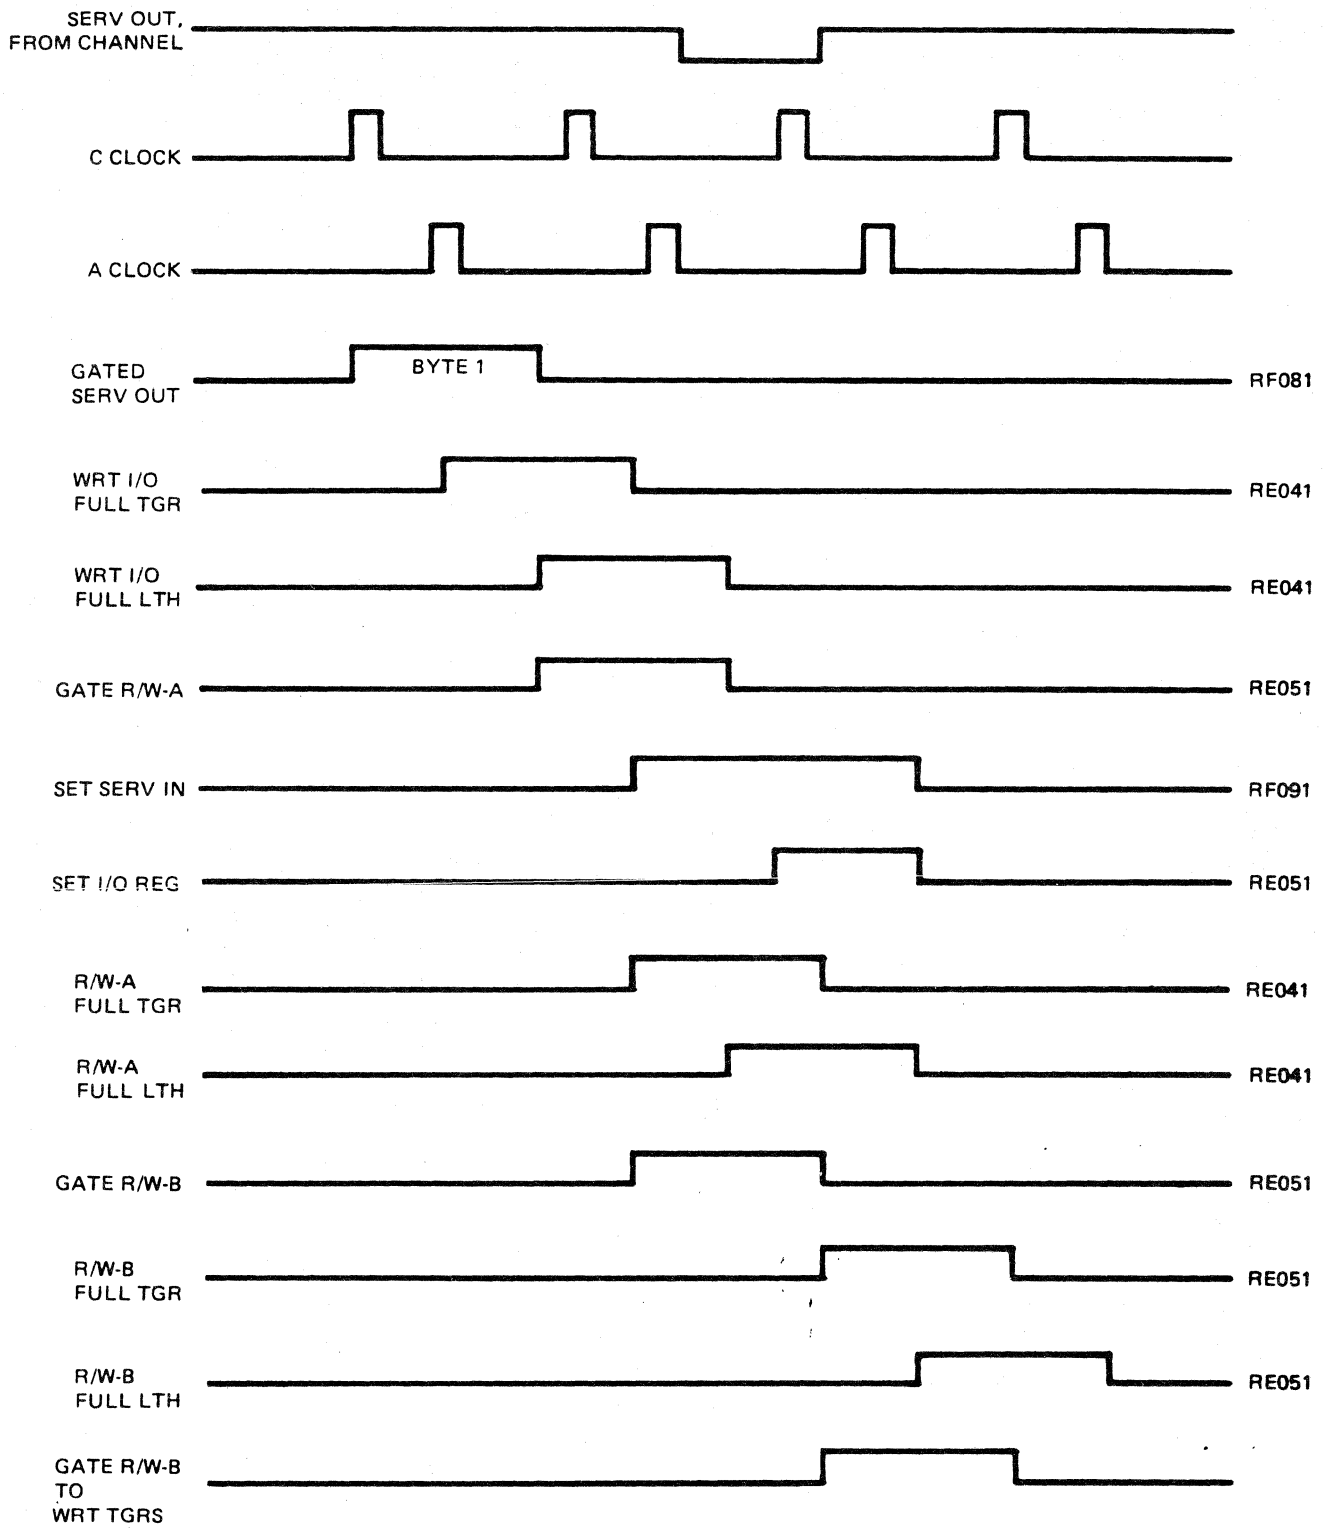 SERV OUT,
FROM CHANNEL
C CLOCK
A CLOCK
GATED
SERV OUT
BYTE 1
RF081
WRT I/O
FULL TGR
RE041
WRT I/O
FULL LTH
RE041
GATE R/W-A
RE051
SET SERV IN
RF091
SET I/O REG
RE051
R/W-A
FULL TGR
RE041
R/W-A
FULL LTH
RE041
GATE R/W-B
RE051
R/W-B
FULL TGR
RE051
R/W-B
FULL LTH
RE051
GATE R/W-B
TO
WRT TGRS